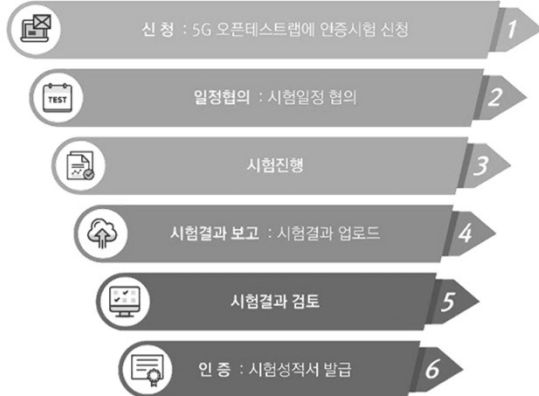 신 청 : 5G 오픈테스트랩에 인증시험 신청 1
TEST 일정협의 : 시험일정 협의 2
시험진행 3
시험결과 보고 : 시험결과 업로드 4
시험결과 검토 5
인 증 : 시험성적서 발급 6